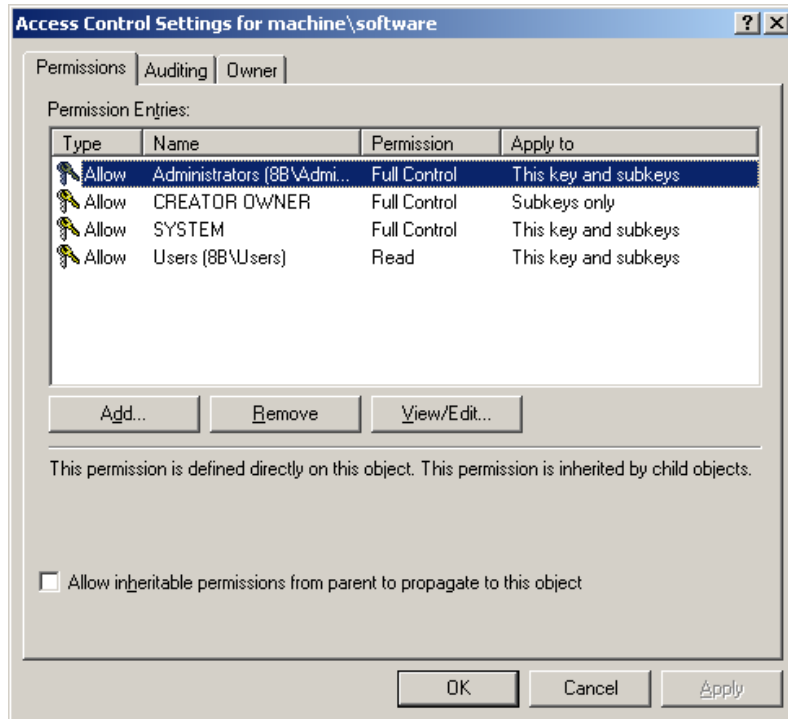 Access Control Settings for machine\software
Permissions Auditing Owner
Permission Entries:
Type Name Permission Apply to
Allow Administrators (8B\Admi... Full Control This key and subkeys
Allow CREATOR OWNER Full Control Subkeys only
Allow SYSTEM Full Control This key and subkeys
Allow Users (8B\Users) Read This key and subkeys
Add... Remove View/Edit...
This permission is defined directly on this object. This permission is inherited by child objects.
Allow inheritable permissions from parent to propagate to this object
OK Cancel Apply